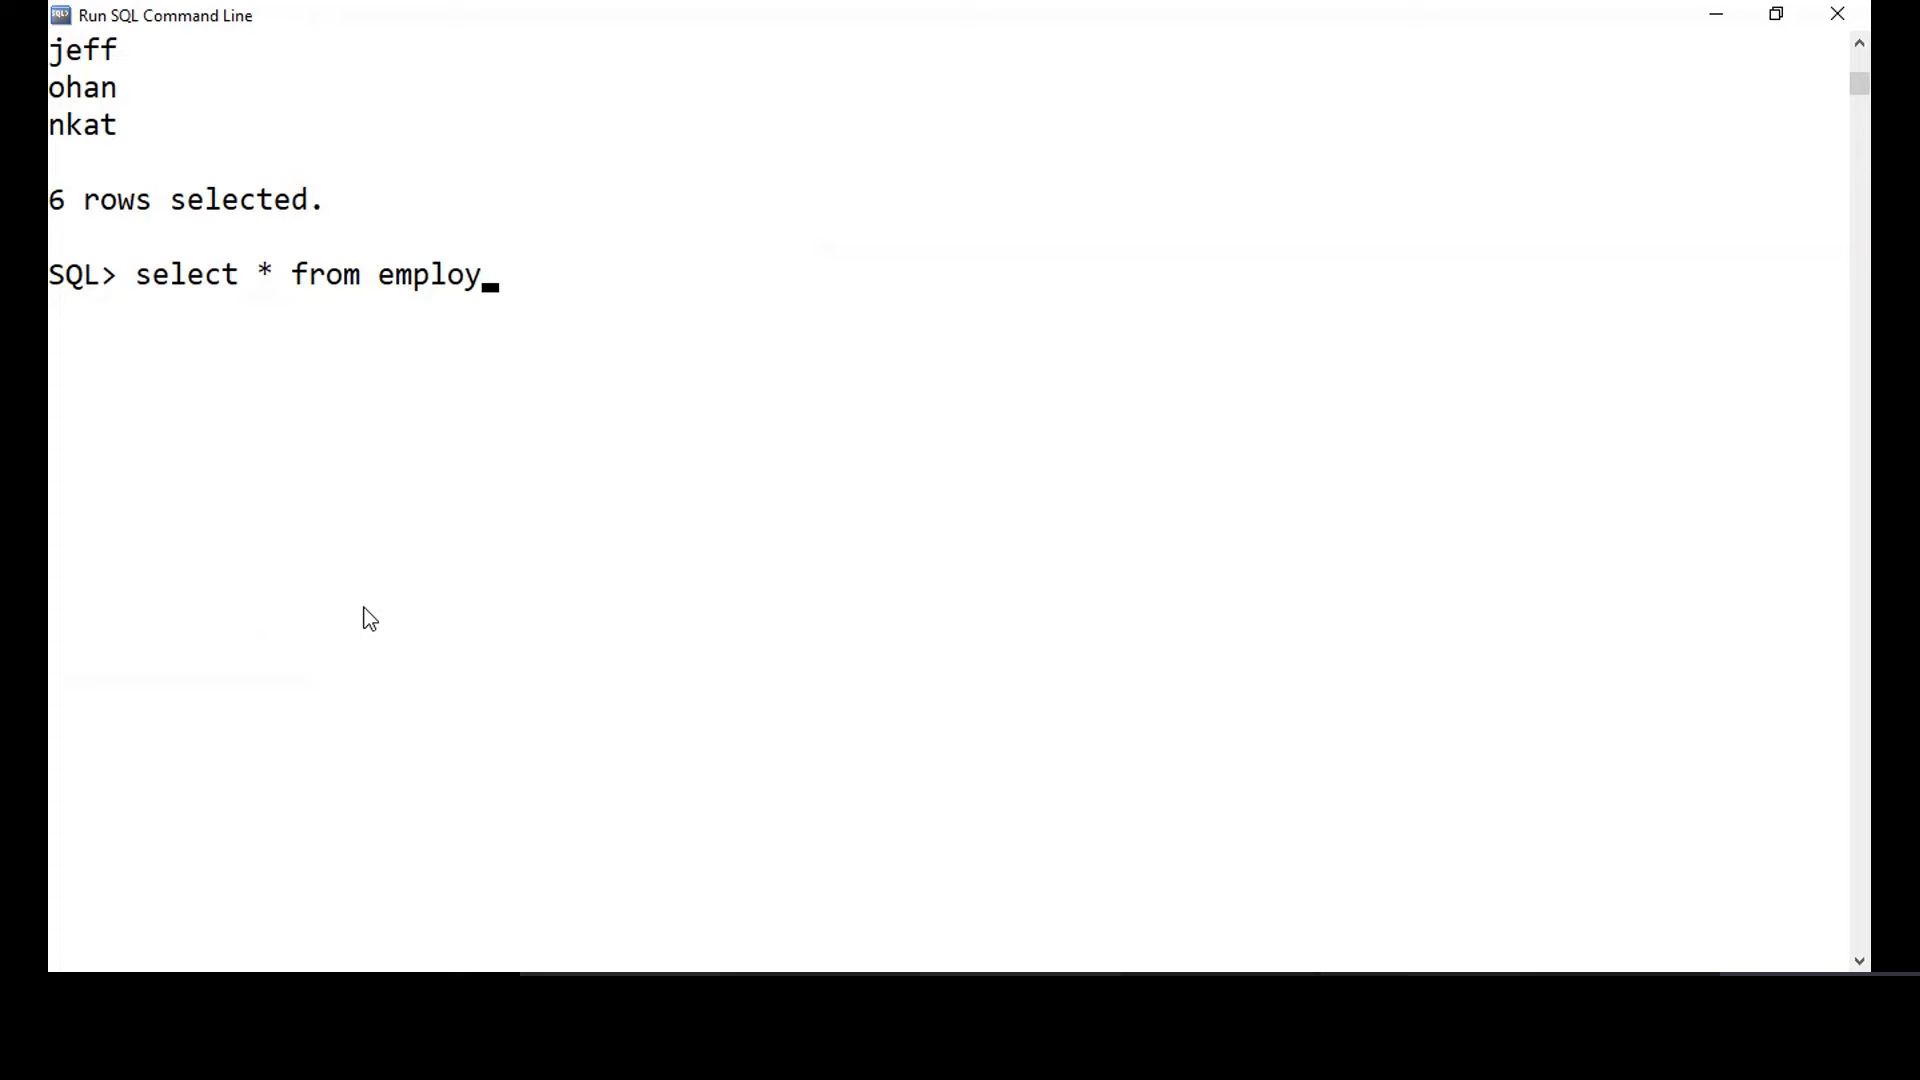 Run SQL Command Line
jeff
ohan
nkat
6 rows selected.
SQL> select * from employ